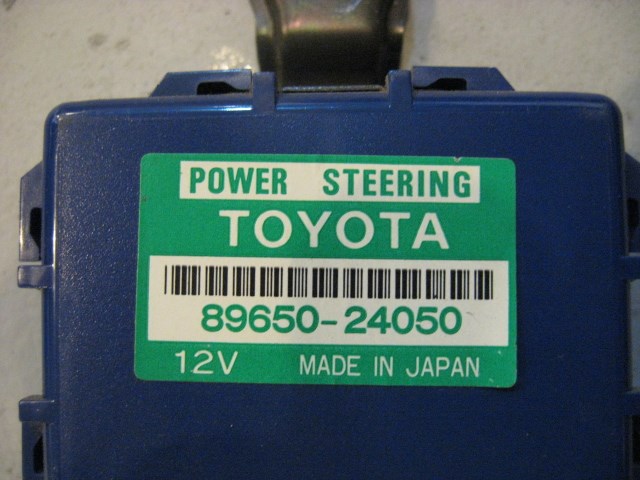 POWER STEERING
TOYOTA
89650-24050
12V MADE IN JAPAN